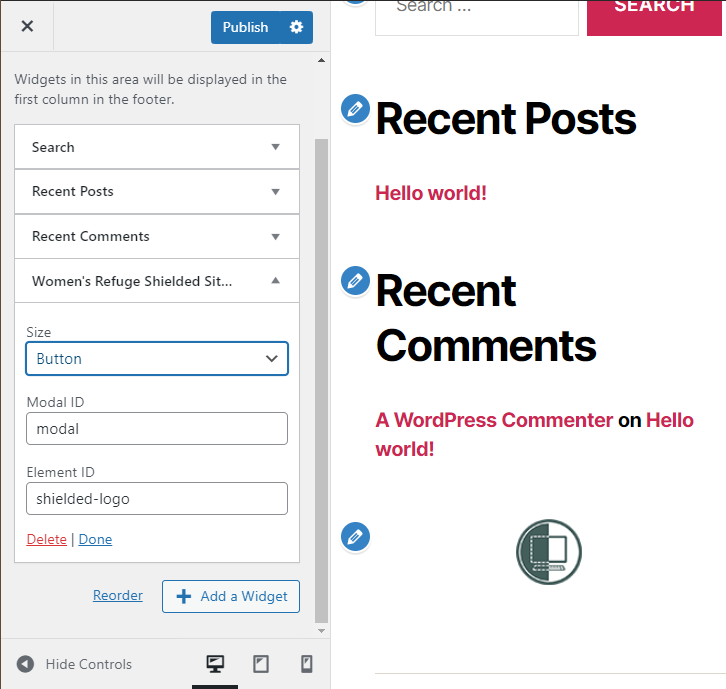 Publish
Widgets in this area will be displayed in the
first column in the footer.
Search
Recent Posts
Recent Comments
Women's Refuge Shielded Sit...
Size
Button
Modal ID
modal
Element ID
shielded-logo
Delete | Done
Reorder
Add a Widget
Hide Controls
Search ...
SEARCH
Recent Posts
Hello world!
Recent
Comments
A WordPress Commenter on Hello
world!